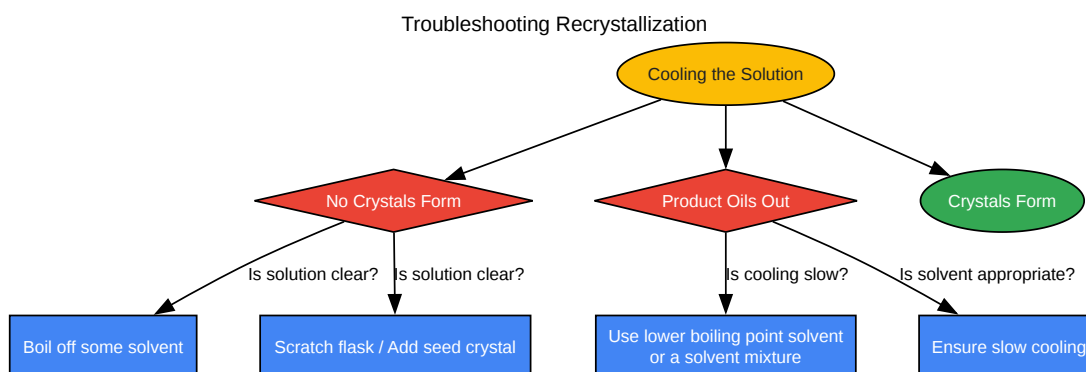 Troubleshooting Recrystallization
Cooling the Solution
No Crystals Form
Product Oils Out
Crystals Form
Is solution clear?
Is solution clear?
Is cooling slow?
Is solvent appropriate?
Boil off some solvent
Scratch flask / Add seed crystal
Use lower boiling point solvent
or a solvent mixture
Ensure slow cooling